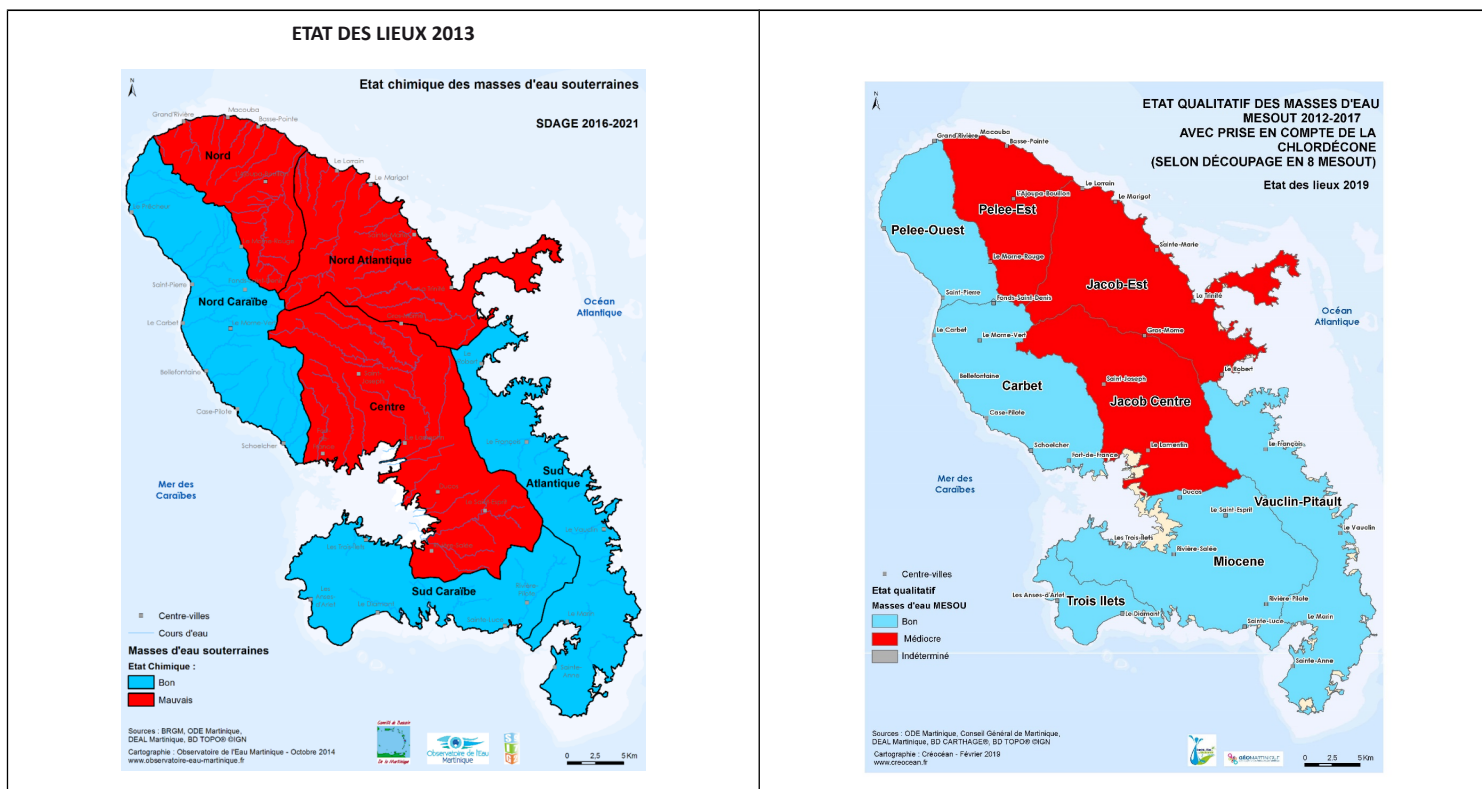 ETAT DES LIEUX 2013
N
Etat chimique des masses d'eau souterraines
SDAGE 2016-2021
Macouba
Grand'Rivière
Basse-Pointe
Nord
Le Lorrain
Le Marigot
Nord Atlantique
Saint-Pierre
Nord Caraïbe
Océan
Atlantique
Le Carbet
Bellefontaine
Centre
Case-Pilote
Schoelcher
Sud
Atlantique
Mer des
Caraïbes
Sud Caraïbe
Centre-villes
Cours d'eau
Masses d'eau souterraines
Etat Chimique :
Bon
Mauvais
Sources : BRGM, ODE Martinique,
DEAL Martinique, BD TOPO® ©IGN
Cartographie : Observatoire de l'Eau Martinique - Octobre 2014
www.observatoire-eau-martinique.fr
Comité de Bassin
De la Martinique
Observatoire de l'Eau
Martinique
0 2,5 5 Km
N
ETAT QUALITATIF DES MASSES D'EAU
MESOUT 2012-2017
AVEC PRISE EN COMPTE DE LA
CHLORDÉCONE
(SELON DÉCOUPAGE EN 8 MESOUT)
Etat des lieux 2019
Grand'Rivière
Macouba
Basse-Pointe
Le Lorrain
L'Ajoupa-Bouillon
Le Marigot
Pelee-Est
Pelee-Ouest
Sainte-Marie
Le Morne-Rouge
Jacob-Est
Saint-Pierre
Fonds-Saint-Denis
La Trinité
Océan
Atlantique
Le Carbet
Le Morne-Vert
Gros-Morne
Le Robert
Bellefontaine
Carbet
Saint-Joseph
Jacob Centre
Case-Pilote
Schoelcher
Fort-de-France
Le Lamentin
Le François
Mer des
Caraïbes
Ducos
Vauclin-Pitault
Le Saint-Esprit
Le Vauclin
Les Trois-Îlets
Rivière-Salée
Miocene
Centre-villes
Etat qualitatif
Masses d'eau MESOU
Bon
Médiocre
Indéterminé
Les Anses-d'Arlet
Trois Ilets
Le Diamant
Rivière-Pilote
Sainte-Luce
Le Marin
Sainte-Anne
Sources : ODE Martinique, Conseil Général de Martinique,
DEAL Martinique, BD CARTHAGE®, BD TOPO® ©IGN
Cartographie : Créocéan - Février 2019
www.creocean.fr
GÉOMARTINIQUE
0 2.5 5 Km